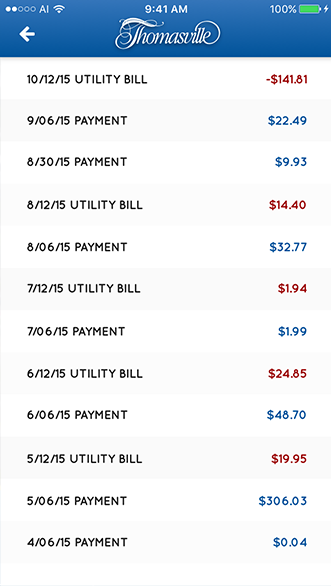 AI 9:41 AM 100%
Thomasville
10/12/15 UTILITY BILL -$141.81
9/06/15 PAYMENT $22.49
8/30/15 PAYMENT $9.93
8/12/15 UTILITY BILL $14.40
8/06/15 PAYMENT $32.77
7/12/15 UTILITY BILL $1.94
7/06/15 PAYMENT $1.99
6/12/15 UTILITY BILL $24.85
6/06/15 PAYMENT $48.70
5/12/15 UTILITY BILL $19.95
5/06/15 PAYMENT $306.03
4/06/15 PAYMENT $0.04